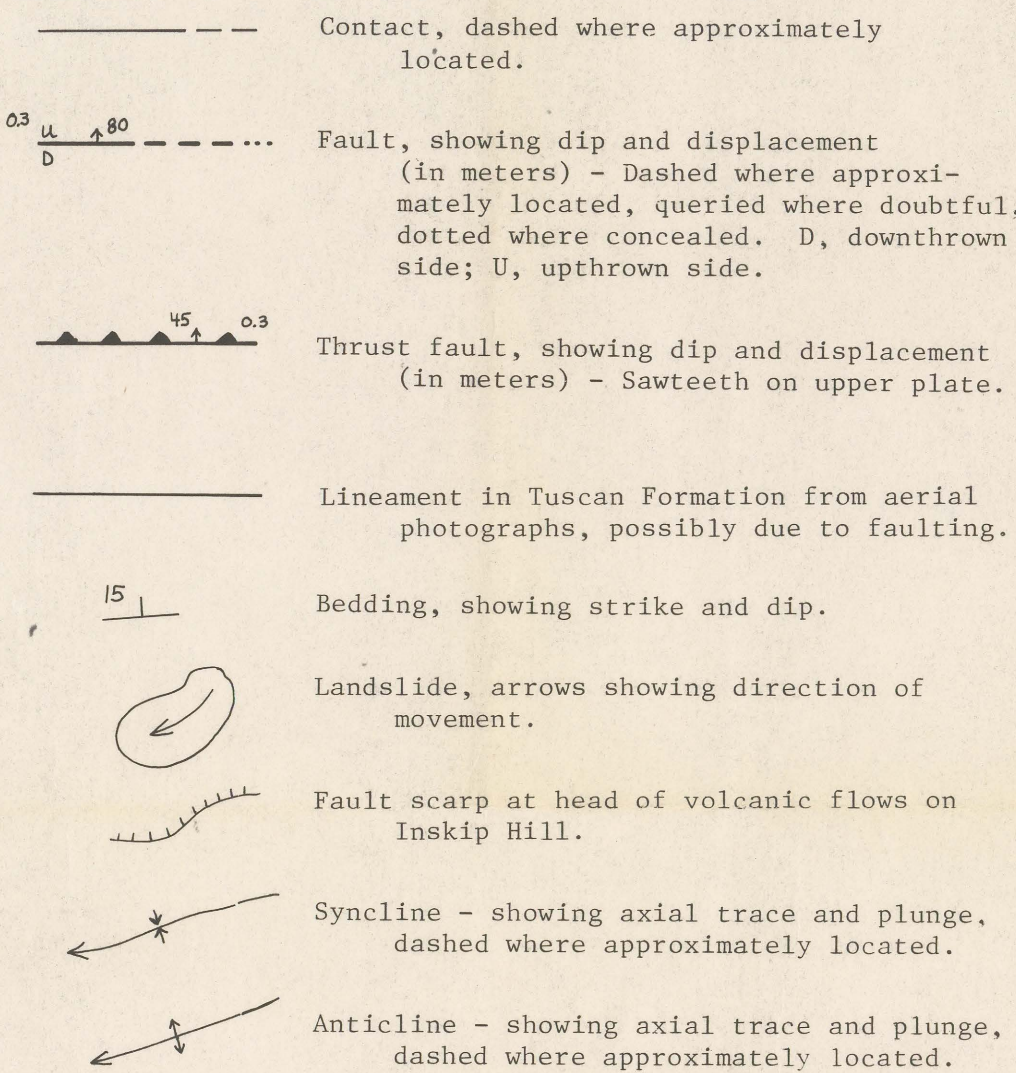 Contact, dashed where approximately
located.
0.3 U 80
D
Fault, showing dip and displacement
(in meters) - Dashed where approxi-
mately located, queried where doubtful,
dotted where concealed. D, downthrown
side; U, upthrown side.
45 0.3
Thrust fault, showing dip and displacement
(in meters) - Sawteeth on upper plate.
Lineament in Tuscan Formation from aerial
photographs, possibly due to faulting.
15
Bedding, showing strike and dip.
Landslide, arrows showing direction of
movement.
Fault scarp at head of volcanic flows on
Inskip Hill.
Syncline - showing axial trace and plunge,
dashed where approximately located.
Anticline - showing axial trace and plunge,
dashed where approximately located.